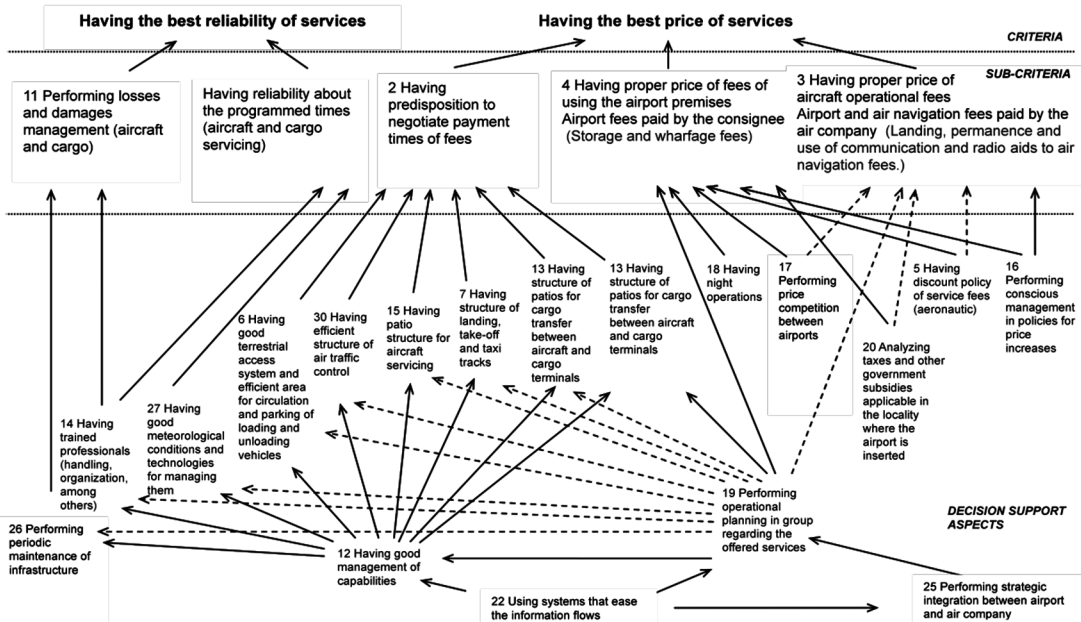 Having the best reliability of services
Having the best price of services
CRITERIA
SUB-CRITERIA
11 Performing losses
and damages
management (aircraft
and cargo)
Having reliability about
the programmed times
(aircraft and cargo
servicing)
2 Having
predisposition to
negotiate payment
times of fees
4 Having proper price of fees of
using the airport premises
Airport fees paid by the consignee
(Storage and wharfage fees)
3 Having proper price of
aircraft operational fees
Airport and air navigation fees paid by the
air company (Landing, permanence and
use of communication and radio aids to air
navigation fees.)
14 Having
trained
professionals
(handling,
organization,
among
others)
27 Having
good
meteorological
conditions and
technologies
for managing
them
6 Having
good
terrestrial
access
system and
efficient area
for circulation
and parking of
loading and
unloading
vehicles
30 Having
efficient
structure of
air traffic
control
15 Having
patio
structure for
aircraft
servicing
7 Having
structure of
landing,
take-off
and taxi
tracks
13 Having
structure of
patios for
cargo
transfer
between
aircraft and
cargo
terminals
13 Having
structure of
patios for cargo
transfer
between aircraft
and cargo
terminals
18 Having
night
operations
17
Performing
price
competition
between
airports
5 Having
discount policy
of service fees
(aeronautic)
16
Performing
conscious
management
in policies for
price
increases
20 Analyzing
taxes and other
government
subsidies
applicable in
the locality
where the
airport is
inserted
26 Performing
periodic
maintenance of
infrastructure
12 Having good
management of
capabilities
19 Performing
operational
planning in group
regarding the
offered services
DECISION SUPPORT
ASPECTS
22 Using systems that ease
the information flows
25 Performing strategic
integration between airport
and air company